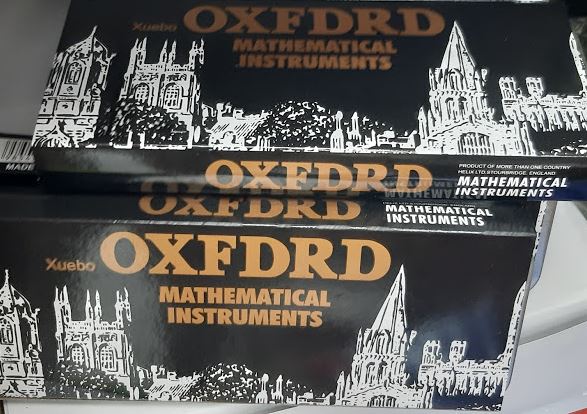 Xuebo OXFDRD
MATHEMATICAL
INSTRUMENTS
OXFDRD
PRODUCT OF MORE THAN ONE COUNTRY
HELIX LTD. STOURBRIDGE, ENGLAND
MATHEMATICAL
INSTRUMENTS
MADE
OXFDRD
MATHEMATICAL
INSTRUMENTS
Xuebo OXFDRD
MATHEMATICAL
INSTRUMENTS